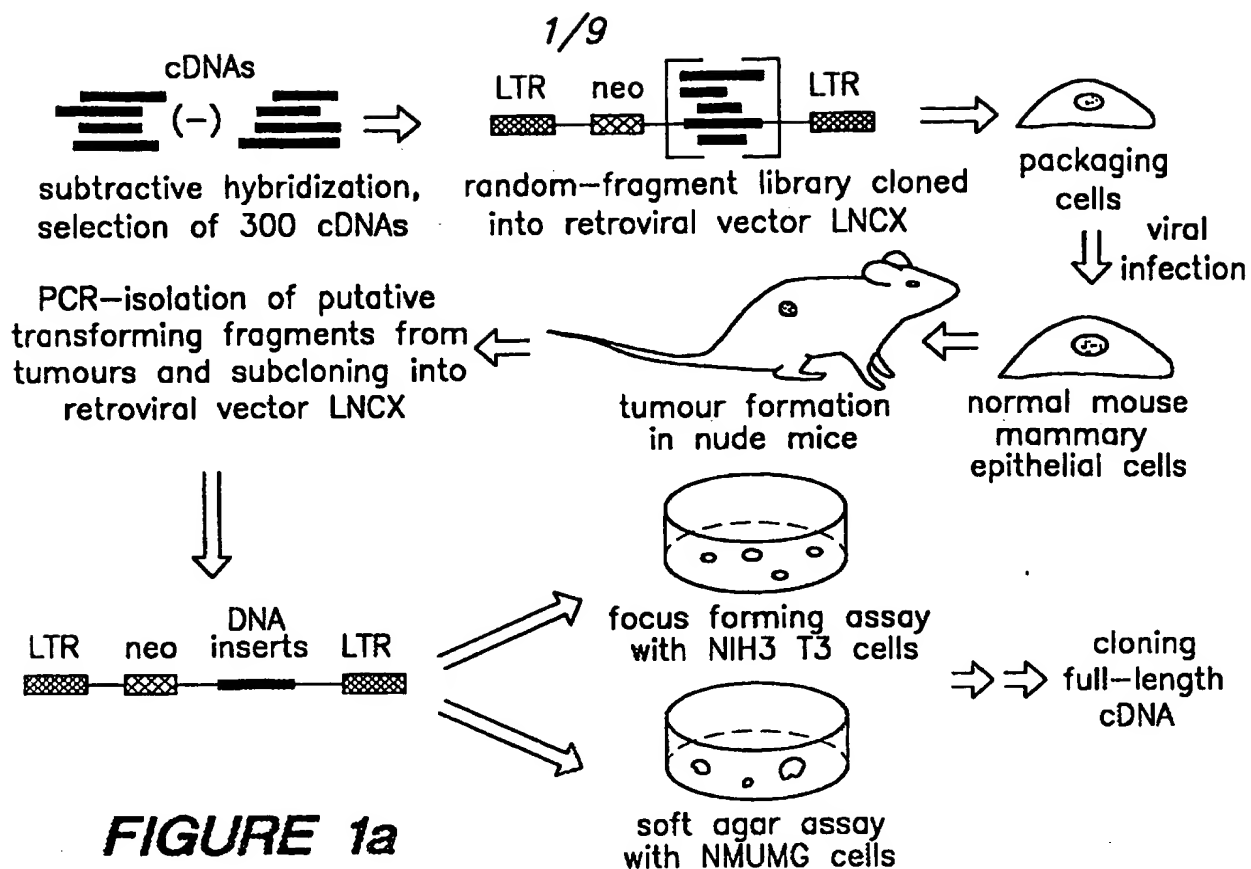 1/9
cDNAs
(-)
subtractive hybridization,
selection of 300 cDNAs
LTR neo LTR
random-fragment library cloned
into retroviral vector LNCX
packaging
cells
viral
infection
normal mouse
mammary
epithelial cells
tumour formation
in nude mice
PCR-isolation of putative
transforming fragments from
tumours and subcloning into
retroviral vector LNCX
LTR neo DNA inserts LTR
focus forming assay
with NIH3 T3 cells
soft agar assay
with NMUMG cells
cloning
full-length
cDNA
FIGURE 1a